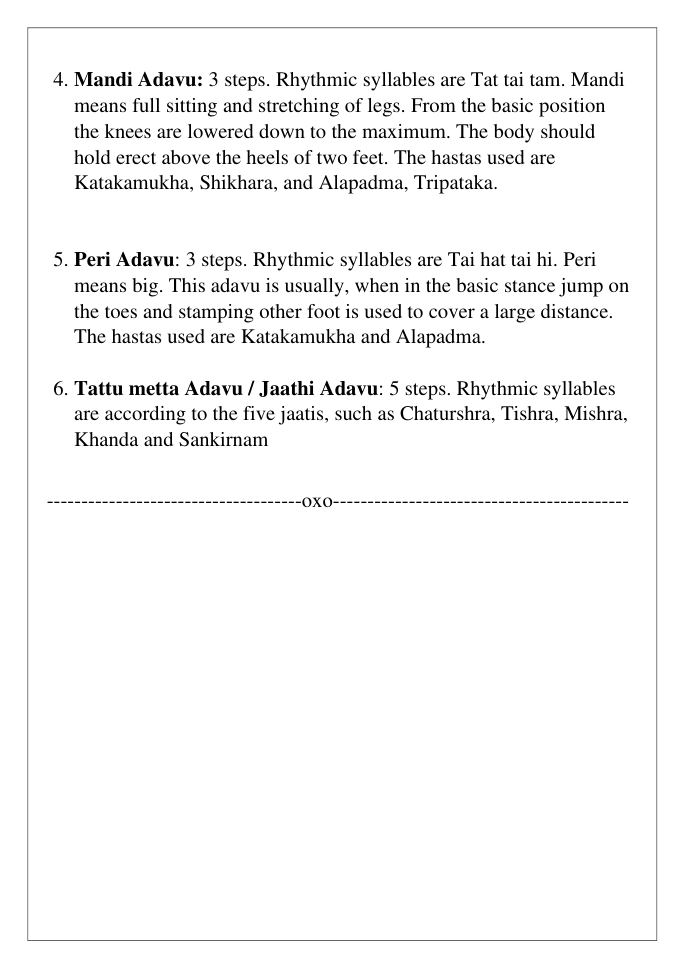 4. Mandi Adavu: 3 steps. Rhythmic syllables are Tat tai tam. Mandi
means full sitting and stretching of legs. From the basic position
the knees are lowered down to the maximum. The body should
hold erect above the heels of two feet. The hastas used are
Katakamukha, Shikhara, and Alapadma, Tripataka.
5. Peri Adavu: 3 steps. Rhythmic syllables are Tai hat tai hi. Peri
means big. This adavu is usually, when in the basic stance jump on
the toes and stamping other foot is used to cover a large distance.
The hastas used are Katakamukha and Alapadma.
6. Tattu metta Adavu / Jaathi Adavu: 5 steps. Rhythmic syllables
are according to the five jaatis, such as Chaturshra, Tishra, Mishra,
Khanda and Sankirnam
-------------------------------------oxo-------------------------------------------